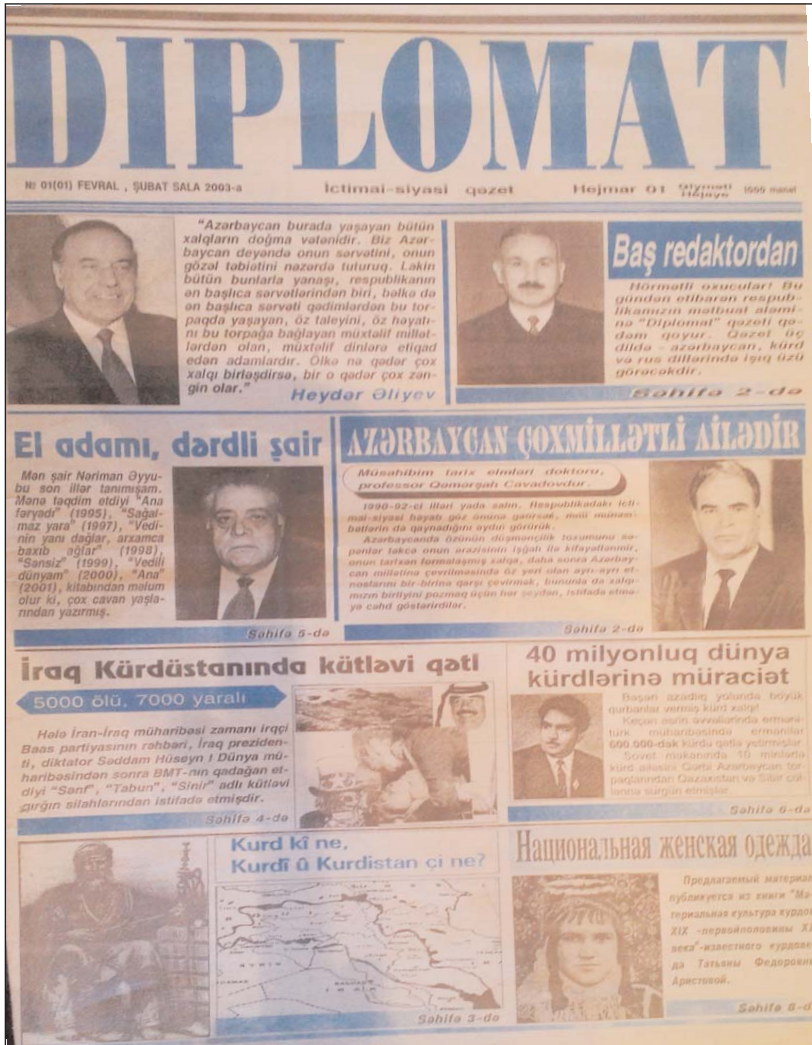 DIPLOMAT
№ 01(01) FEVRAL , ŞUBAT SALA 2003-a
İctimai-siyasi qəzet
Hejmar 01
Qiyməti
Hejaye
1000 manat
"Azərbaycan burada yaşayan bütün
xalqların doğma vətənidir. Biz Azər-
baycan deyəndə onun sərvətini, onun
gözəl təbiətini nəzərdə tuturuq. Lakin
bütün bunlarla yanaşı, respublikanın
ən başlıca sərvətlərindən biri, bəlkə də
ən başlıca sərvəti qədimlərdən bu tor-
paqda yaşayan, öz taleyini, öz həyatı-
nı bu torpağa bağlayan müxtəlif millət-
lərdən olan, müxtəlif dinlərə etiqad
edən adamlardır. Ölkə nə qədər çox
xalqı birləşdirsə, bir o qədər çox zən-
gin olar."
Heydər Əliyev
Baş redaktordan
Hörmətli oxucular! Bu
gündən etibarən respub-
likamızın mətbuat aləmi-
nə "Diplomat" qəzeti qə-
dəm qoyur. Qəzet üç
dildə - azərbaycan, kürd
və rus dillərində işıq üzü
görəcəkdir.
Səhifə 2-də
El adamı, dərdli şair
Mən şair Nəriman Əyyu-
bu son illər tanımışam.
Mənə təqdim etdiyi "Ana
fəryadı" (1995), "Sağal-
maz yara" (1997), "Vedi-
nin yanı dağlar, arxamca
baxıb ağlar" (1998),
"Sənsiz" (1999), "Vedili
dünyam" (2000), "Ana"
(2001), kitabından məlum
olur ki, çox cavan yaşla-
rından yazırmış.
Səhifə 5-də
AZƏRBAYCAN ÇOXMİLLƏTLİ AİLƏDİR
Müsahibim tarix elmləri doktoru,
professor Qəmərşah Cavadovdur.
1990-92-ci illəri yada salın. Respublikadakı icti-
mai-siyasi həyatı göz önünə gətirsək, milli münasi-
bətlərin də qaynadığını aydın görürük.
Azərbaycanda özünün düşmənçilik toxumunu sə-
pənlər təkcə onun ərazisinin işğalı ilə kifayətlənmir,
onun tarixən formalaşmış xalqa, daha sonra Azərbay-
can millətinə çevrilməsində öz yeri olan ayrı-ayrı et-
nosların bir-birinə qarşı çevirmək, bununla da xalqı-
mızın birliyini pozmaq üçün hər şeydən, istifadə etmə-
yə cəhd göstərirdilər.
Səhifə 2-də
İraq Kürdüstanında kütləvi qətl
5000 ölü, 7000 yaralı
Hələ İran-İraq müharibəsi zamanı irqçi
Baas partiyasının rəhbəri, İraq preziden-
ti, diktator Səddam Hüseyn I Dünya mü-
haribəsindən sonra BMT-nin qadağan et-
diyi "Sənf", "Tabun", "Sinir" adlı kütləvi
qırğın silahlarından istifadə etmişdir.
Səhifə 4-də
40 milyonluq dünya
kürdlərinə müraciət
Bəşəri azadlıq yolunda böyük
qurbanlar vermiş kürd xalqı!
Keçən əsrin əvvəllərində erməni-
türk müharibəsində ermənilər
600.000-dək kürdü qətlə yetirmişlər.
Sovet məkanında 10 minlərlə
kürd ailəsini Qərbi Azərbaycan tor-
paqlarından Qazaxıstan və Sibir çöl-
lərinə sürgün etmişlər.
Səhifə 6-də
Kurd kî ne,
Kurdî û Kurdistan çi ne?
Səhifə 3-də
Национальная женская одежда
Предлагаемый материал
публикуется из книги "Ма-
териальная культура курдов
XIX -первойполовины XX
века"-известного курдове-
да Татьяны Федоровны
Аристовой.
Səhifə 8-d